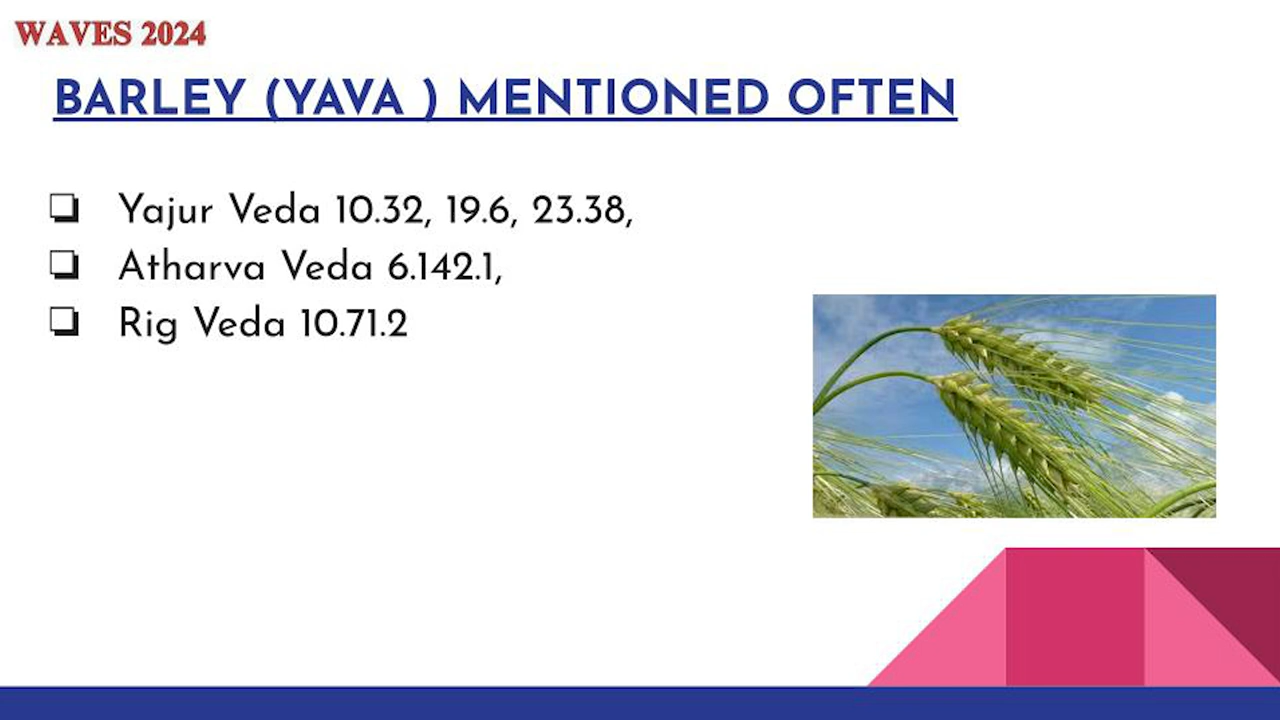 WAVES 2024
BARLEY (YAVA ) MENTIONED OFTEN
❏ Yajur Veda 10.32, 19.6, 23.38,
❏ Atharva Veda 6.142.1,
❏ Rig Veda 10.71.2